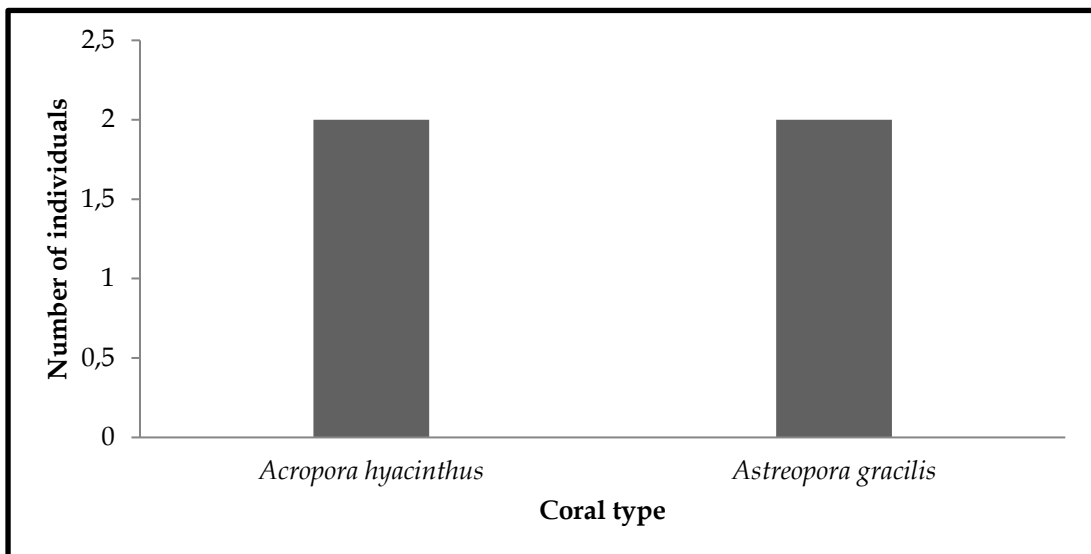 2,5
2
1,5
1
0,5
0
Number of individuals
Acropora hyacinthus
Astreopora gracilis
Coral type